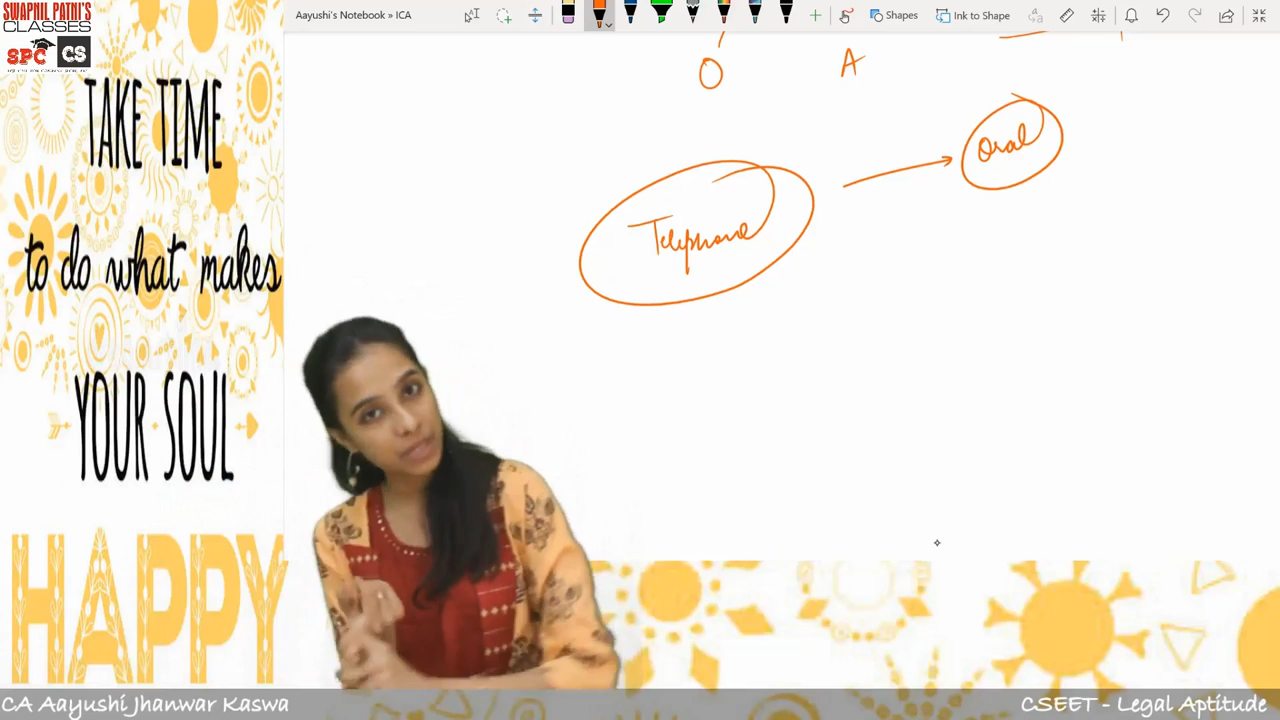 SWAPNIL PATNI'S
CLASSES
SPC CS
Aayushi's Notebook » ICA
Shapes
Ink to Shape
O
A
Oral
Telephone
TAKE TIME
to do what makes
YOUR SOUL
HAPPY
CA Aayushi Jhanwar Kaswa
CSEET - Legal Aptitude